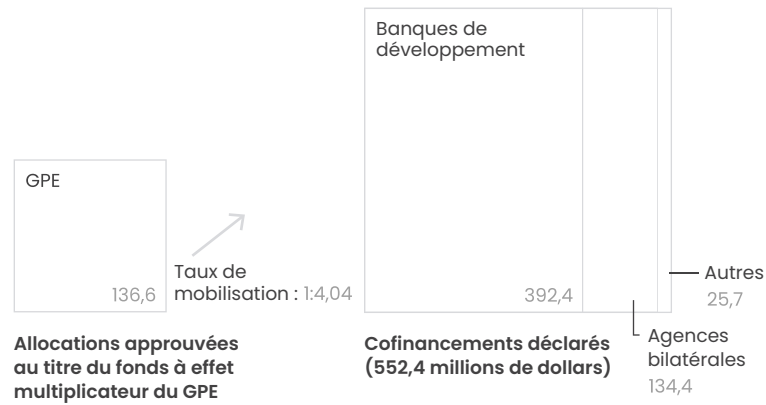 GPE
136,6
Taux de
mobilisation : 1:4,04
Allocations approuvées
au titre du fonds à effet
multiplicateur du GPE
Banques de
développement
392,4
Autres
25,7
Agences
bilatérales
134,4
Cofinancements déclarés
(552,4 millions de dollars)